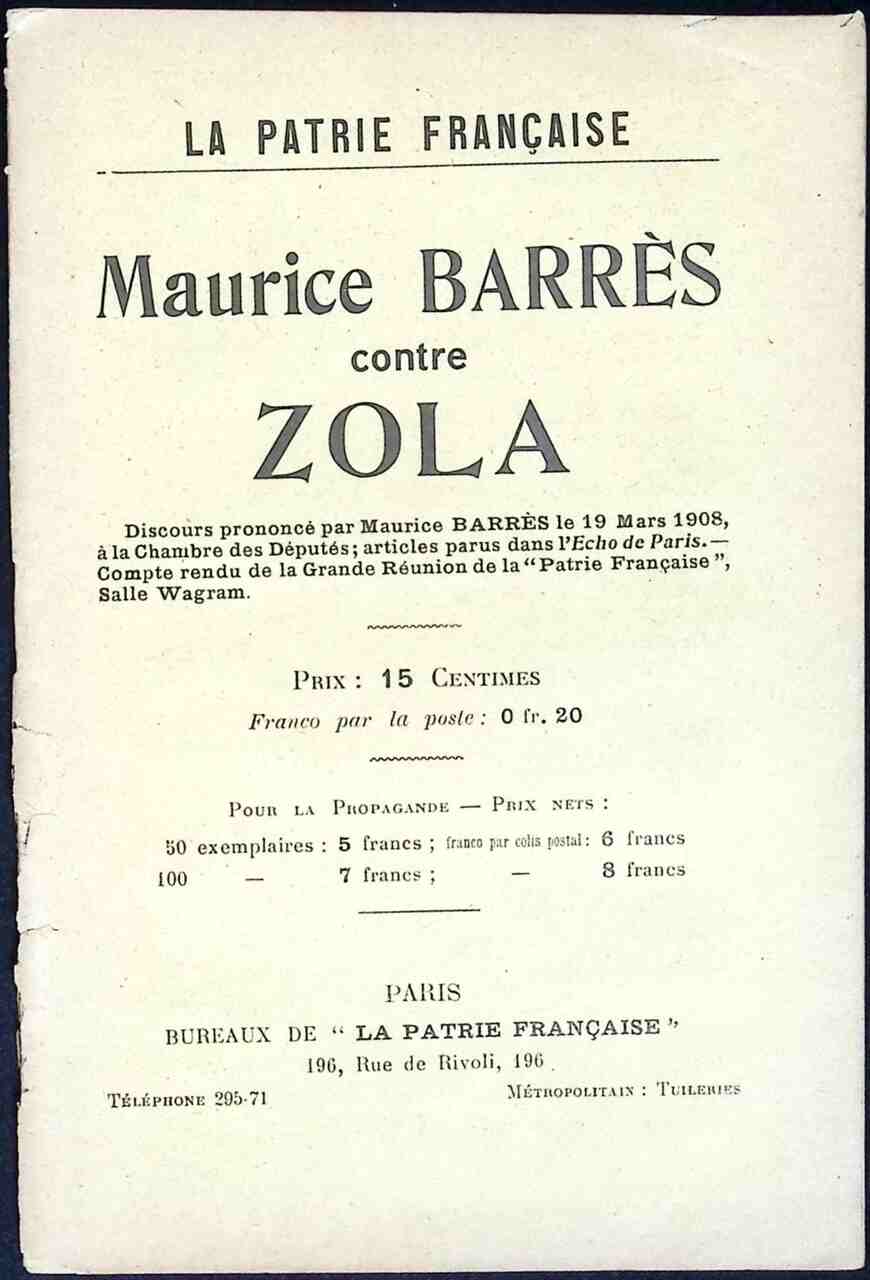 LA PATRIE FRANÇAISE
Maurice BARRÈS
contre
ZOLA
Discours prononcé par Maurice BARRÈS le 19 Mars 1908,
à la Chambre des Députés; articles parus dans l'Echo de Paris.—
Compte rendu de la Grande Réunion de la "Patrie Française",
Salle Wagram.
PRIX : 15 CENTIMES
Franco par la poste : 0 fr. 20
POUR LA PROPAGANDE — PRIX NETS :
50 exemplaires : 5 francs ; franco par colis postal : 6 francs
100 — 7 francs ; — 8 francs
PARIS
BUREAUX DE " LA PATRIE FRANÇAISE "
196, Rue de Rivoli, 196.
TÉLÉPHONE 295-71 MÉTROPOLITAIN : TUILERIES